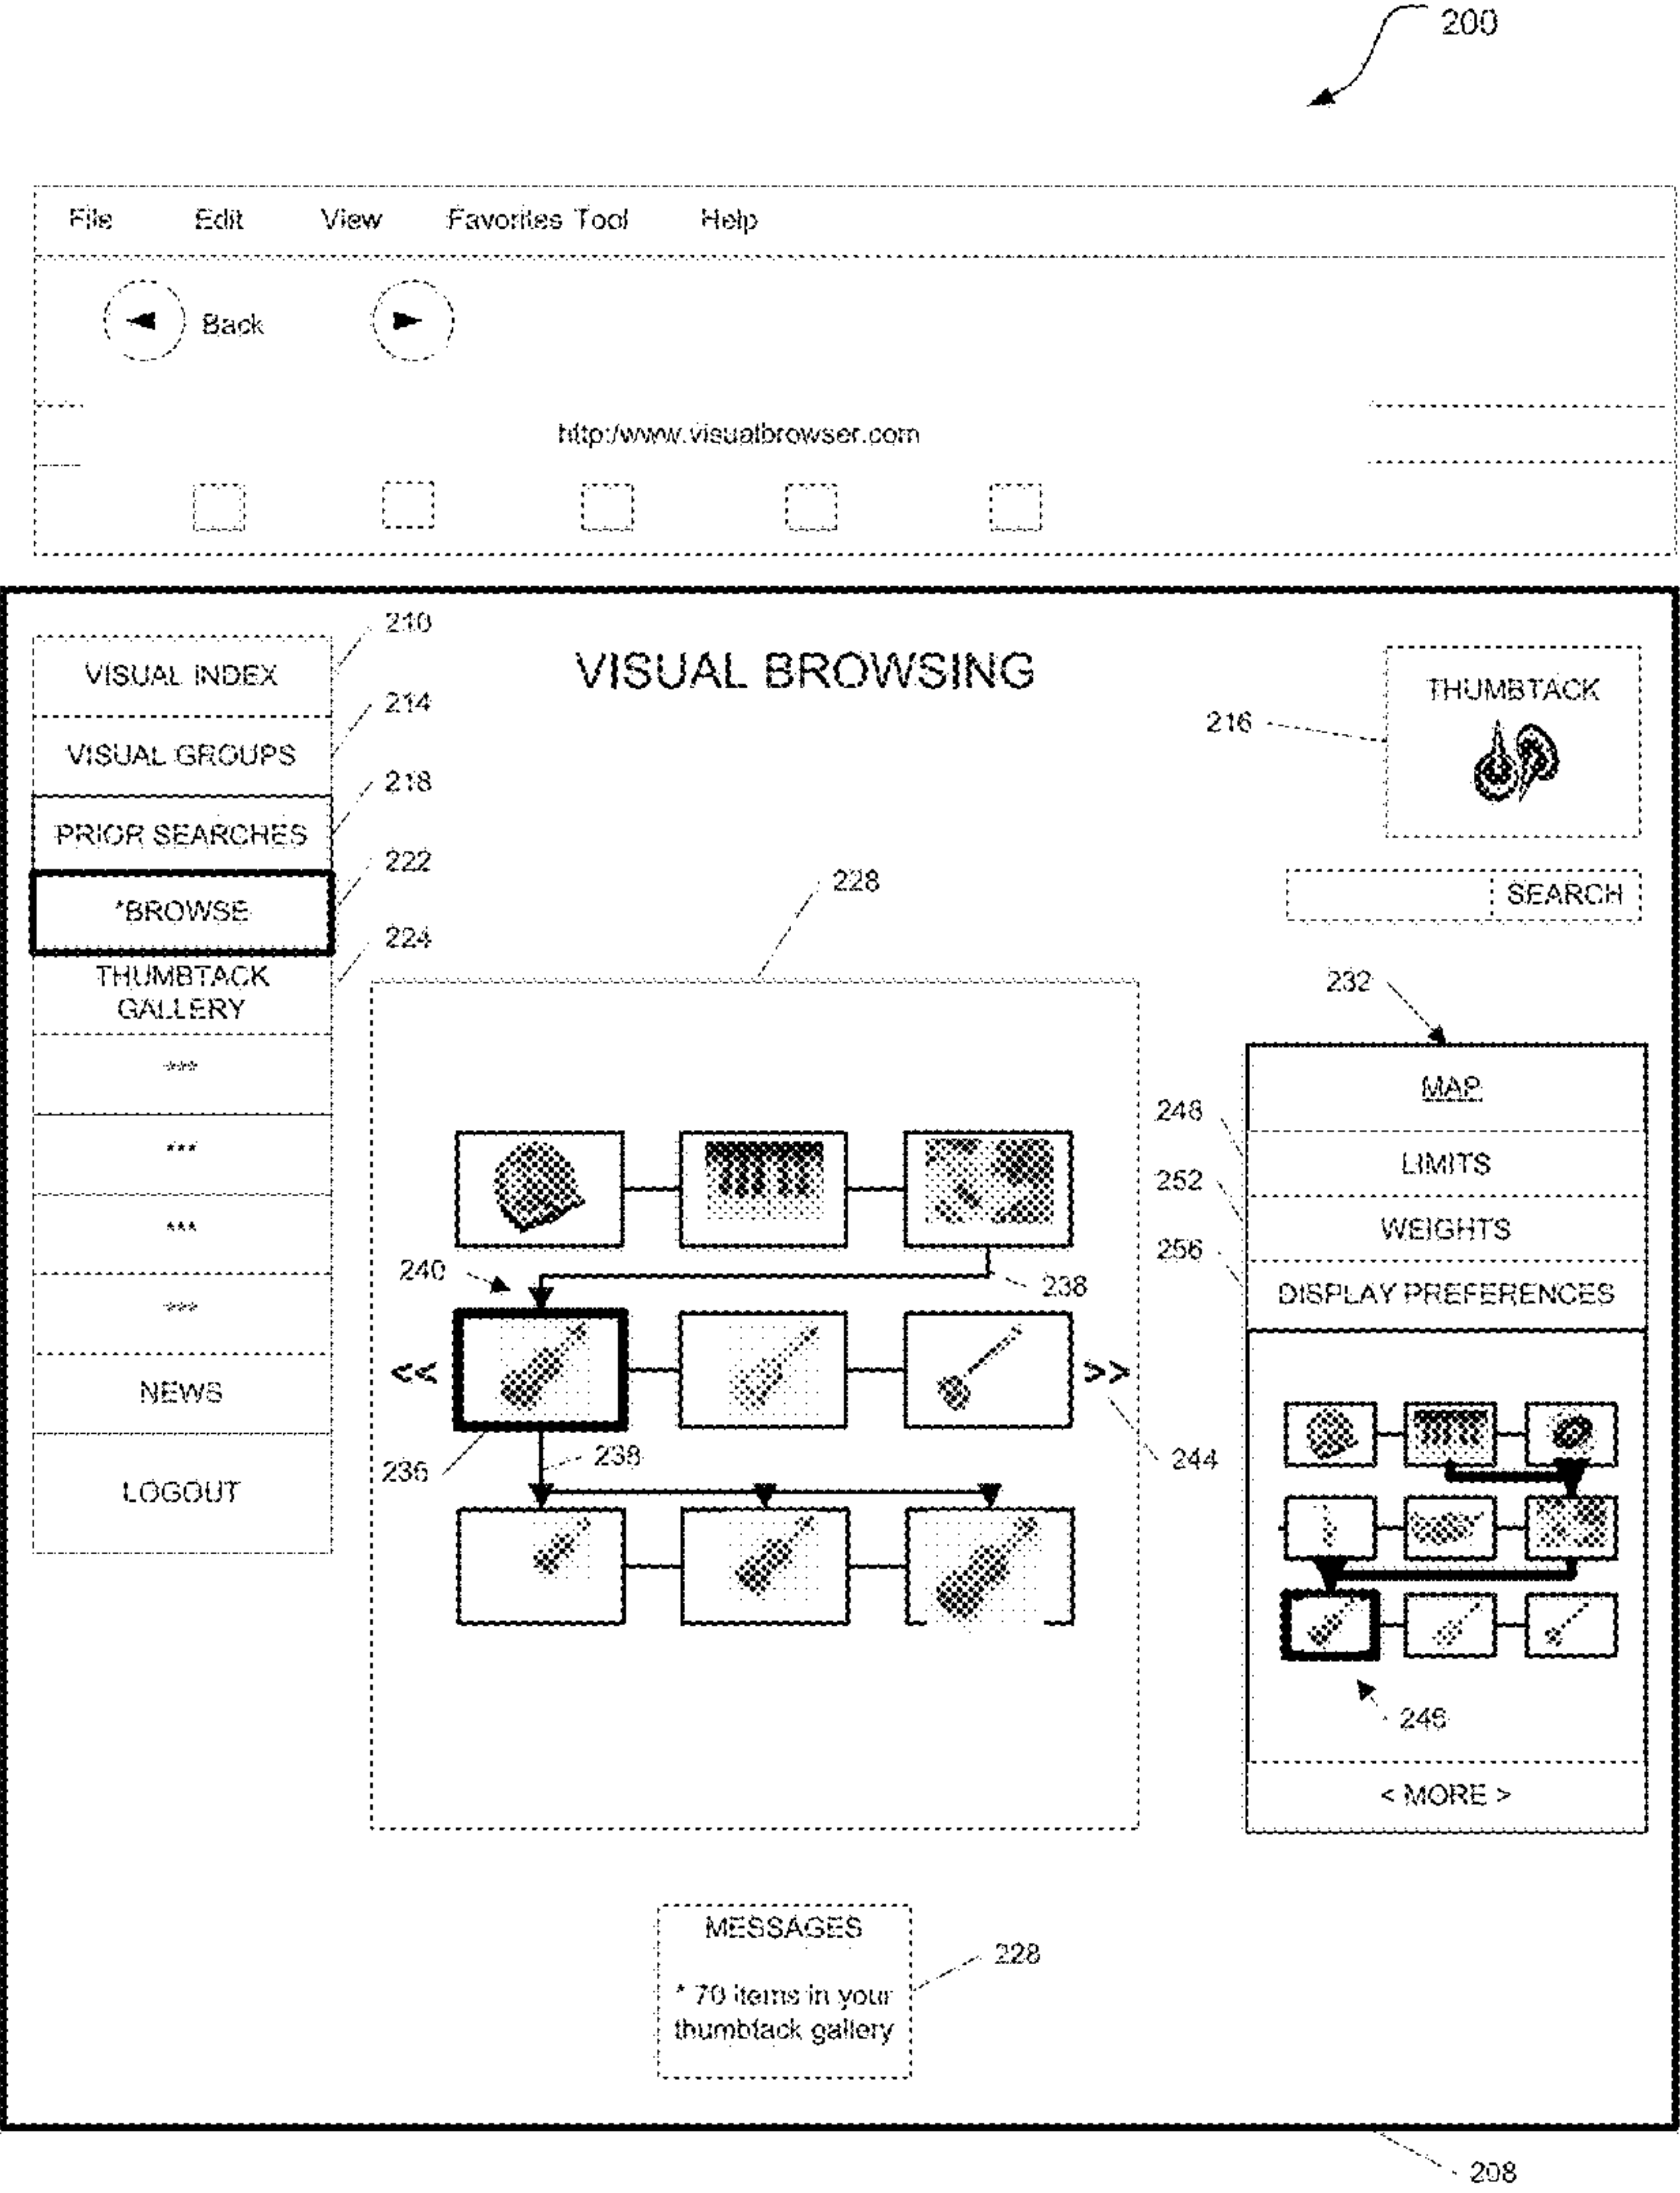 200
File Edit View Favorites Tool Help
Back
http:/www.visualbrowser.com
VISUAL INDEX
210
VISUAL GROUPS
214
PRIOR SEARCHES
218
*BROWSE
222
THUMBTACK
GALLERY
224
***
***
***
***
NEWS
LOGOUT
VISUAL BROWSING
216
THUMBTACK
SEARCH
228
240
238
<<
>>
236
238
244
232
MAP
248
LIMITS
252
WEIGHTS
256
DISPLAY PREFERENCES
246
< MORE >
MESSAGES
* 70 items in your
thumbtack gallery
228
208